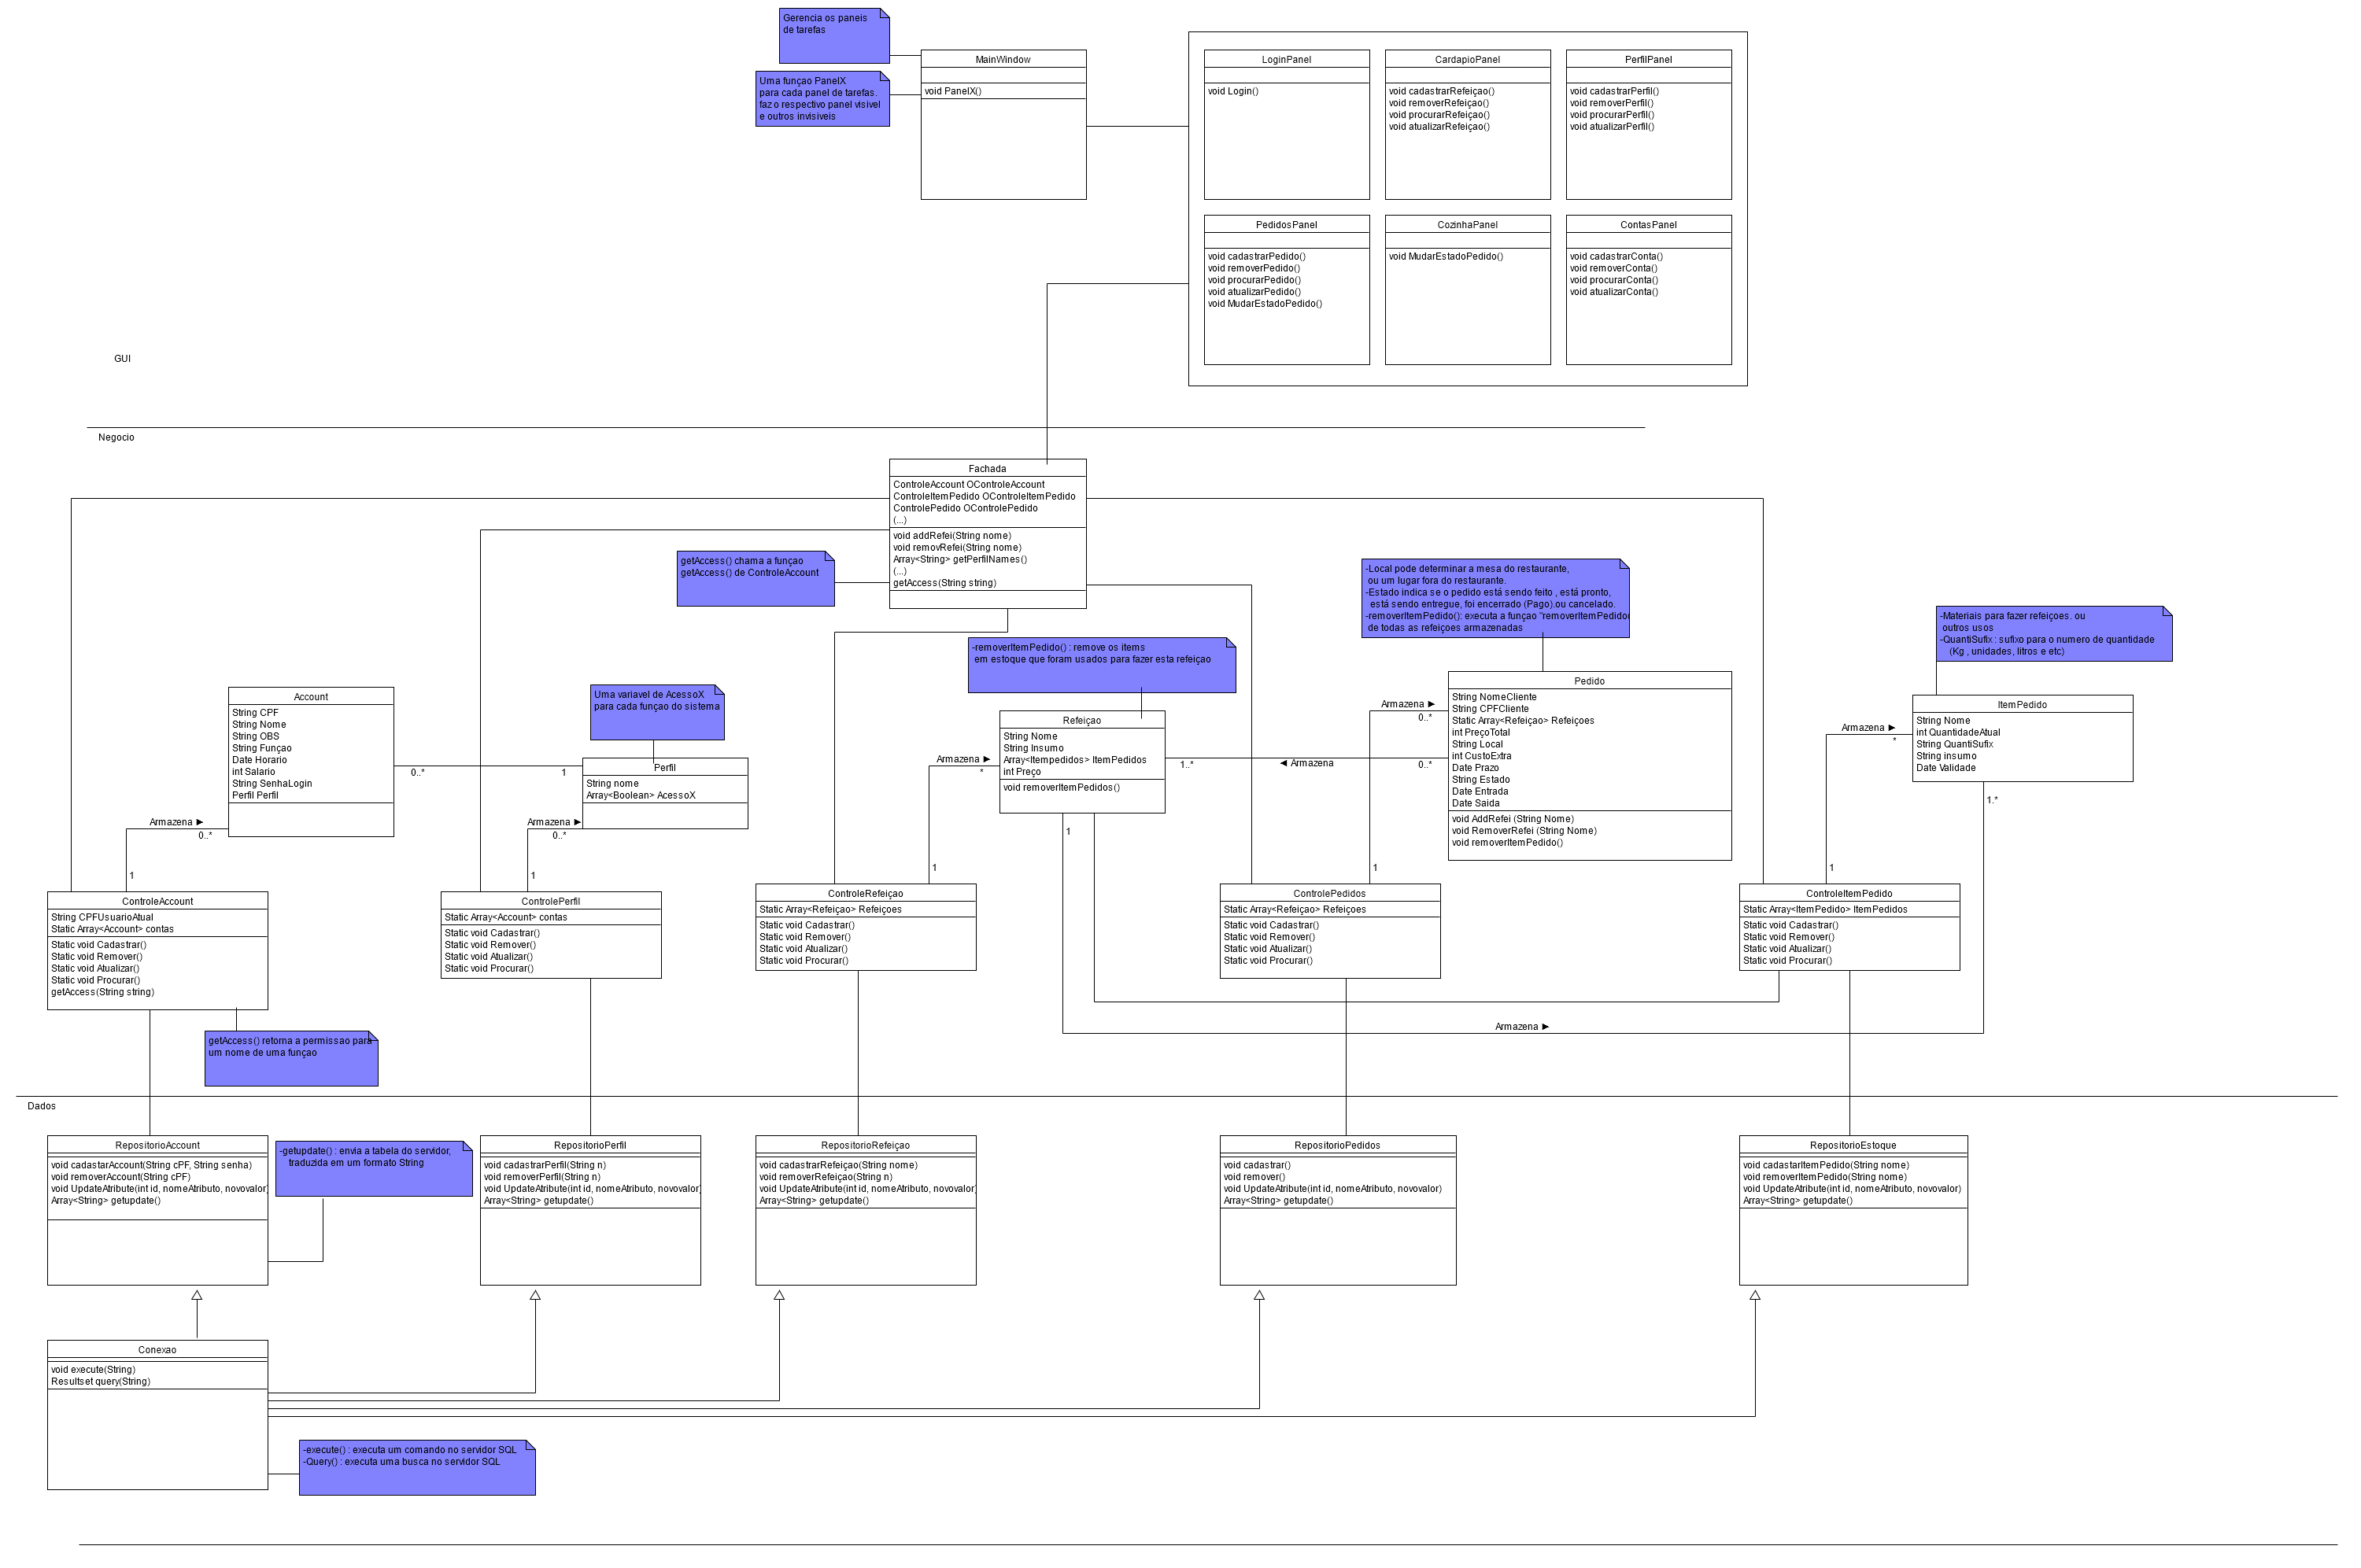 Gerencia os paneis
de tarefas
Uma funçao PanelX
para cada panel de tarefas.
faz o respectivo panel visivel
e outros invisiveis
MainWindow
void PanelX()
LoginPanel
void Login()
CardapioPanel
void cadastrarRefeiçao()
void removerRefeiçao()
void procurarRefeiçao()
void atualizarRefeiçao()
PerfilPanel
void cadastrarPerfil()
void removerPerfil()
void procurarPerfil()
void atualizarPerfil()
PedidosPanel
void cadastrarPedido()
void removerPedido()
void procurarPedido()
void atualizarPedido()
void MudarEstadoPedido()
CozinhaPanel
void MudarEstadoPedido()
ContasPanel
void cadastrarConta()
void removerConta()
void procurarConta()
void atualizarConta()
GUI
Negocio
Fachada
ControleAccount OControleAccount
ControleItemPedido OControleItemPedido
ControlePedido OControlePedido
(...)
void addRefei(String nome)
void removRefei(String nome)
Array<String> getPerfilNames()
(...)
getAccess(String string)
getAccess() chama a funçao
getAccess() de ControleAccount
-Local pode determinar a mesa do restaurante,
ou um lugar fora do restaurante.
-Estado indica se o pedido está sendo feito , está pronto,
está sendo entregue, foi encerrado (Pago).ou cancelado.
-removerItemPedido(): executa a funçao "removerItemPedido(
de todas as refeiçoes armazenadas
-Materiais para fazer refeiçoes. ou
outros usos
-QuantiSufix : sufixo para o numero de quantidade
(Kg , unidades, litros e etc)
-removerItemPedido() : remove os items
em estoque que foram usados para fazer esta refeiçao
Uma variavel de AcessoX
para cada funçao do sistema
Account
String CPF
String Nome
String OBS
String Funçao
Date Horario
int Salario
String SenhaLogin
Perfil Perfil
0..*
1
Perfil
String nome
Array<Boolean> AcessoX
Refeiçao
String Nome
String Insumo
Array<Itempedidos> ItemPedidos
int Preço
void removerItemPedidos()
1..*
◄ Armazena
0..*
Pedido
String NomeCliente
String CPFCliente
Static Array<Refeiçao> Refeiçoes
int PreçoTotal
String Local
int CustoExtra
Date Prazo
String Estado
Date Entrada
Date Saida
void AddRefei (String Nome)
void RemoverRefei (String Nome)
void removerItemPedido()
ItemPedido
String Nome
int QuantidadeAtual
String QuantiSufix
String insumo
Date Validade
Armazena ►
0..*
1
Armazena ►
0..*
1
Armazena ►
*
1
Armazena ►
0..*
1
Armazena ►
*
1
1
1.*
Armazena ►
ControleAccount
String CPFUsuarioAtual
Static Array<Account> contas
Static void Cadastrar()
Static void Remover()
Static void Atualizar()
Static void Procurar()
getAccess(String string)
ControlePerfil
Static Array<Account> contas
Static void Cadastrar()
Static void Remover()
Static void Atualizar()
Static void Procurar()
ControleRefeiçao
Static Array<Refeiçao> Refeiçoes
Static void Cadastrar()
Static void Remover()
Static void Atualizar()
Static void Procurar()
ControlePedidos
Static Array<Refeiçao> Refeiçoes
Static void Cadastrar()
Static void Remover()
Static void Atualizar()
Static void Procurar()
ControleItemPedido
Static Array<ItemPedido> ItemPedidos
Static void Cadastrar()
Static void Remover()
Static void Atualizar()
Static void Procurar()
getAccess() retorna a permissao para
um nome de uma funçao
Dados
RepositorioAccount
void cadastarAccount(String cPF, String senha)
void removerAccount(String cPF)
void UpdateAtribute(int id, nomeAtributo, novovalor)
Array<String> getupdate()
-getupdate() : envia a tabela do servidor,
traduzida em um formato String
RepositorioPerfil
void cadastrarPerfil(String n)
void removerPerfil(String n)
void UpdateAtribute(int id, nomeAtributo, novovalor)
Array<String> getupdate()
RepositorioRefeiçao
void cadastrarRefeiçao(String nome)
void removerRefeiçao(String n)
void UpdateAtribute(int id, nomeAtributo, novovalor)
Array<String> getupdate()
RepositorioPedidos
void cadastrar()
void remover()
void UpdateAtribute(int id, nomeAtributo, novovalor)
Array<String> getupdate()
RepositorioEstoque
void cadastarItemPedido(String nome)
void removerItemPedido(String nome)
void UpdateAtribute(int id, nomeAtributo, novovalor)
Array<String> getupdate()
Conexao
void execute(String)
Resultset query(String)
-execute() : executa um comando no servidor SQL
-Query() : executa uma busca no servidor SQL